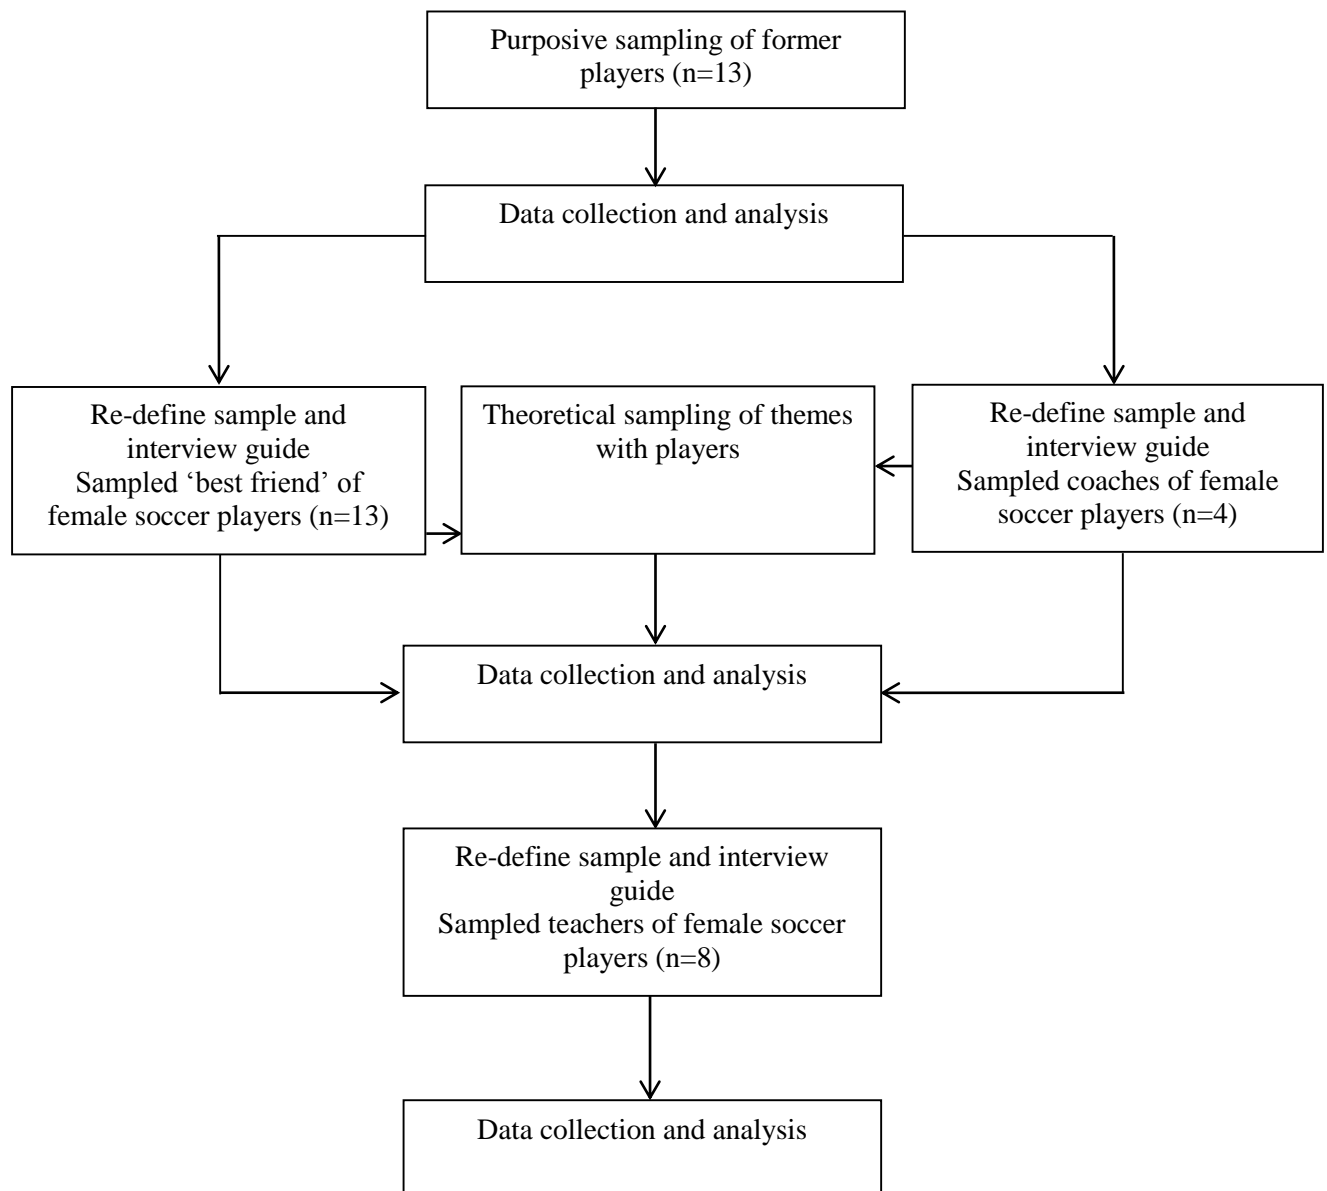 Purposive sampling of former
players (n=13)
Data collection and analysis
Re-define sample and
interview guide
Sampled ‘best friend’ of
female soccer players (n=13)
Theoretical sampling of themes
with players
Re-define sample and
interview guide
Sampled coaches of female
soccer players (n=4)
Data collection and analysis
Re-define sample and interview
guide
Sampled teachers of female soccer
players (n=8)
Data collection and analysis